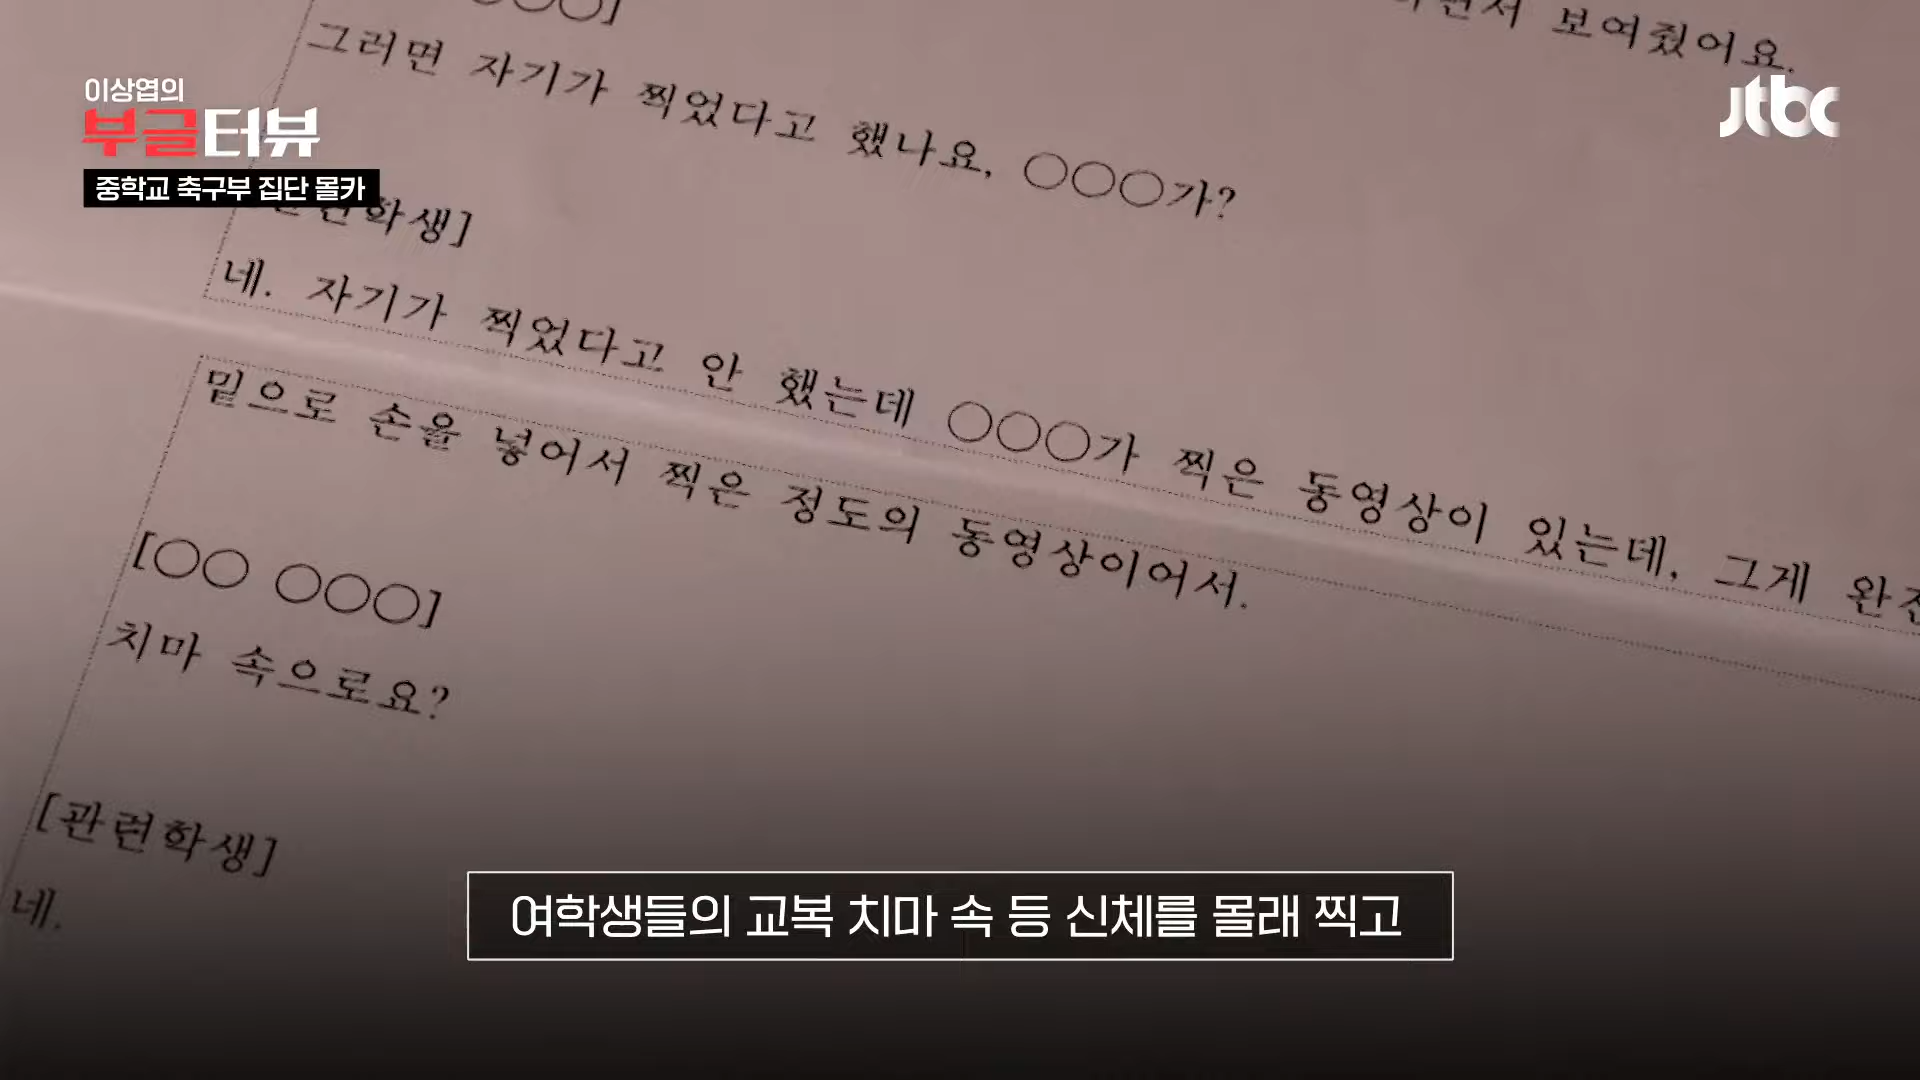 이상엽의
부글터뷰
중학교 축구부 집단 몰카
jtbc
보여줬어요.
그러면 자기가 찍었다고 했나요, ○○○가?
학생]
네. 자기가 찍었다고 안 했는데 ○○○가 찍은 동영상이 있는데, 그게
밑으로 손을 넣어서 찍은 정도의 동영상이어서.
[○○ ○○○]
치마 속으로요?
[관련학생]
네.
여학생들의 교복 치마 속 등 신체를 몰래 찍고